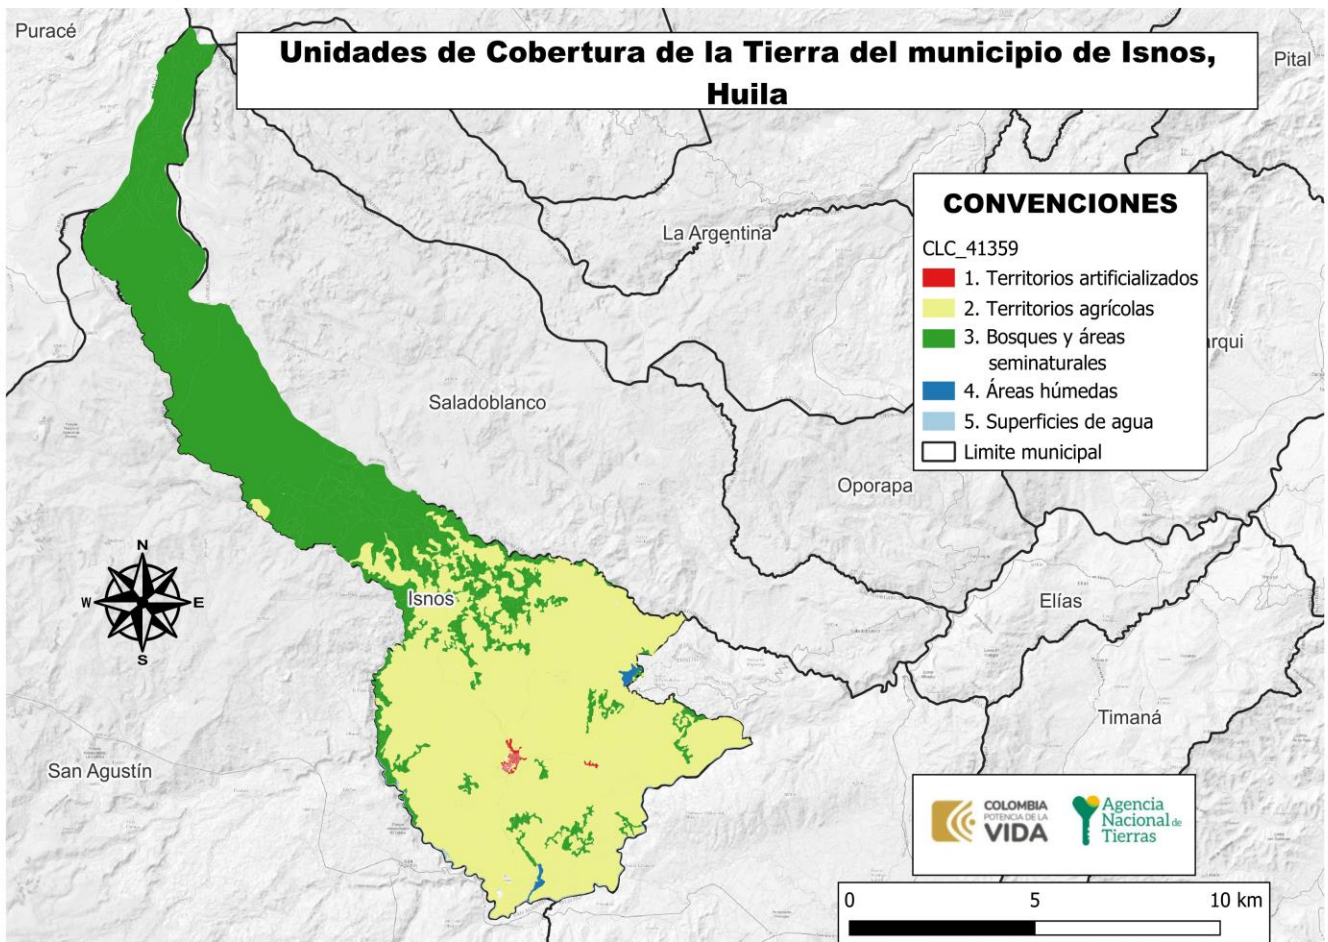 Puracé
Unidades de Cobertura de la Tierra del municipio de Isnos,
Huila
Pital
CONVENCIONES
CLC_41359
1. Territorios artificializados
2. Territorios agrícolas
3. Bosques y áreas
seminaturales
4. Áreas húmedas
5. Superficies de agua
Limite municipal
La Argentina
arqui
Saladoblanco
Oporapa
N
W
E
S
Isnos
Elías
Timaná
San Agustín
COLOMBIA
POTENCIA DE LA
VIDA
Agencia
Nacional de
Tierras
0 5 10 km